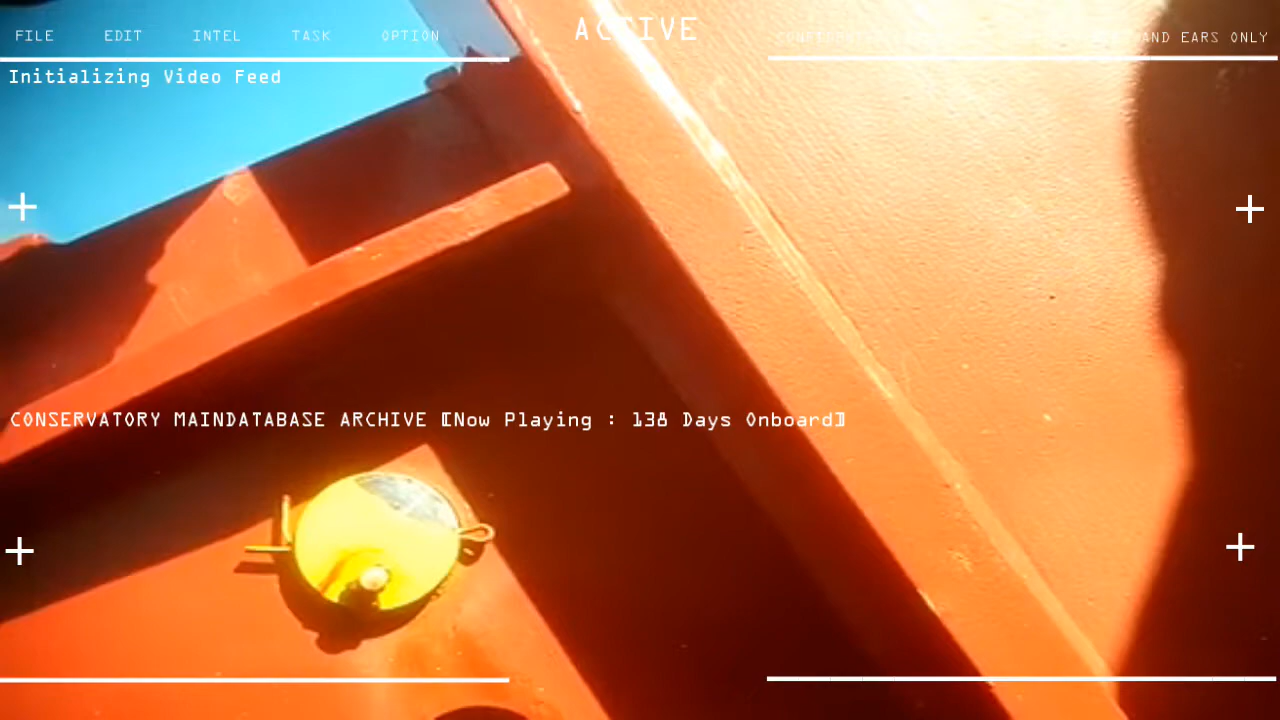 FILE EDIT INTEL TASK OPTION
ACTIVE
AND EARS ONLY
Initializing Video Feed
CONSERVATORY MAINDATABASE ARCHIVE [Now Playing : 138 Days Onboard]